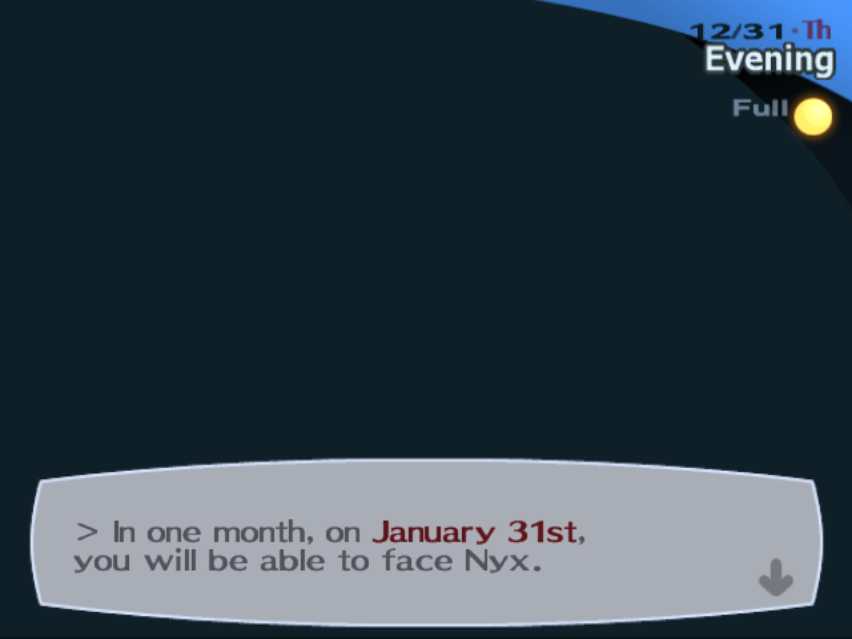 12/31·Th
Evening
Full
> In one month, on January 31st,
you will be able to face Nyx.